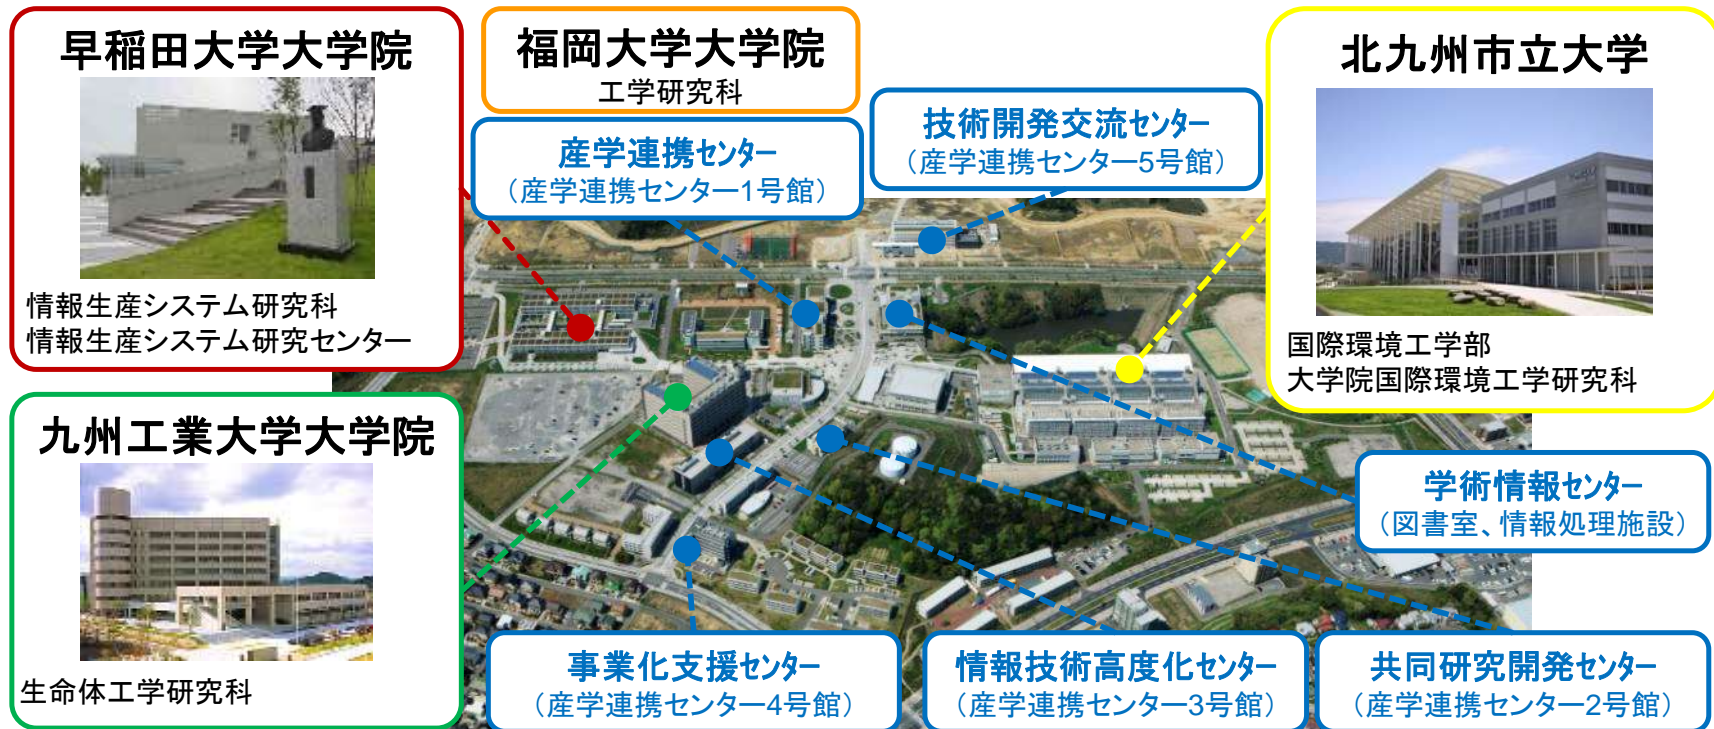 早稲田大学大学院
情報生産システム研究科
情報生産システム研究センター
福岡大学大学院
工学研究科
産学連携センター
（産学連携センター1号館）
技術開発交流センター
（産学連携センター5号館）
北九州市立大学
国際環境工学部
大学院国際環境工学研究科
九州工業大学大学院
生命体工学研究科
学術情報センター
（図書室、情報処理施設）
事業化支援センター
（産学連携センター4号館）
情報技術高度化センター
（産学連携センター3号館）
共同研究開発センター
（産学連携センター2号館）